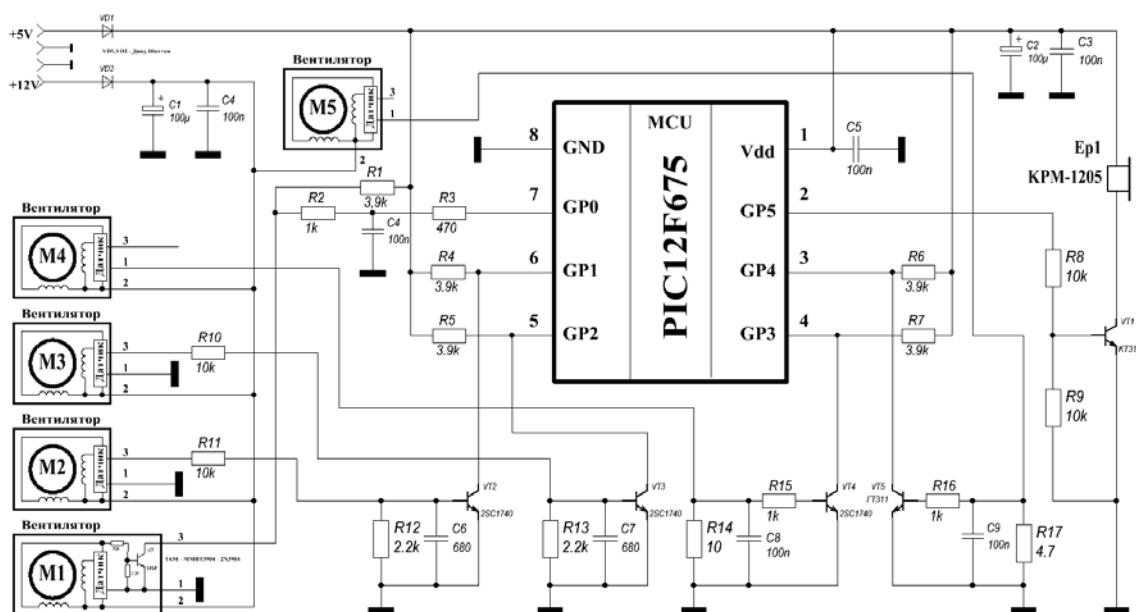 +5V
VD1
VD1,VD2 - Диод Шоттки
+12V
VD2
C1
100µ
C4
100n
Вентилятор
M5
Датчик
3
1
2
C2
100µ
C3
100n
MCU
PIC12F675
8
GND
7
GP0
6
GP1
5
GP2
1
Vdd
2
GP5
3
GP4
4
GP3
C5
100n
Ep1
KPM-1205
R1
3,9k
R2
1k
R3
470
C4
100n
R4
3.9k
R5
3.9k
R6
3.9k
R7
3.9k
R8
10k
R9
10k
VT1
KT31
Вентилятор
M4
Датчик
3
1
2
Вентилятор
M3
Датчик
3
1
2
R10
10k
Вентилятор
M2
Датчик
3
1
2
R11
10k
Вентилятор
M1
Датчик
1AM - MMBT3904 - 2N3904
3
1
2
VT2
2SC1740
R12
2.2k
C6
680
VT3
2SC1740
R13
2.2k
C7
680
R14
10
R15
1k
C8
100n
VT4
2SC1740
VT5
ГТ311
R16
1k
C9
100n
R17
4.7